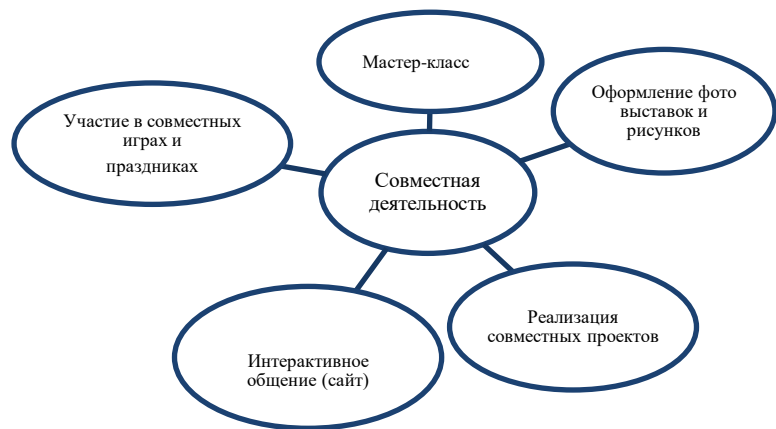 Мастер-класс
Оформление фото
выставок и
рисунков
Участие в совместных
играх и
праздниках
Совместная
деятельность
Реализация
совместных проектов
Интерактивное
общение (сайт)